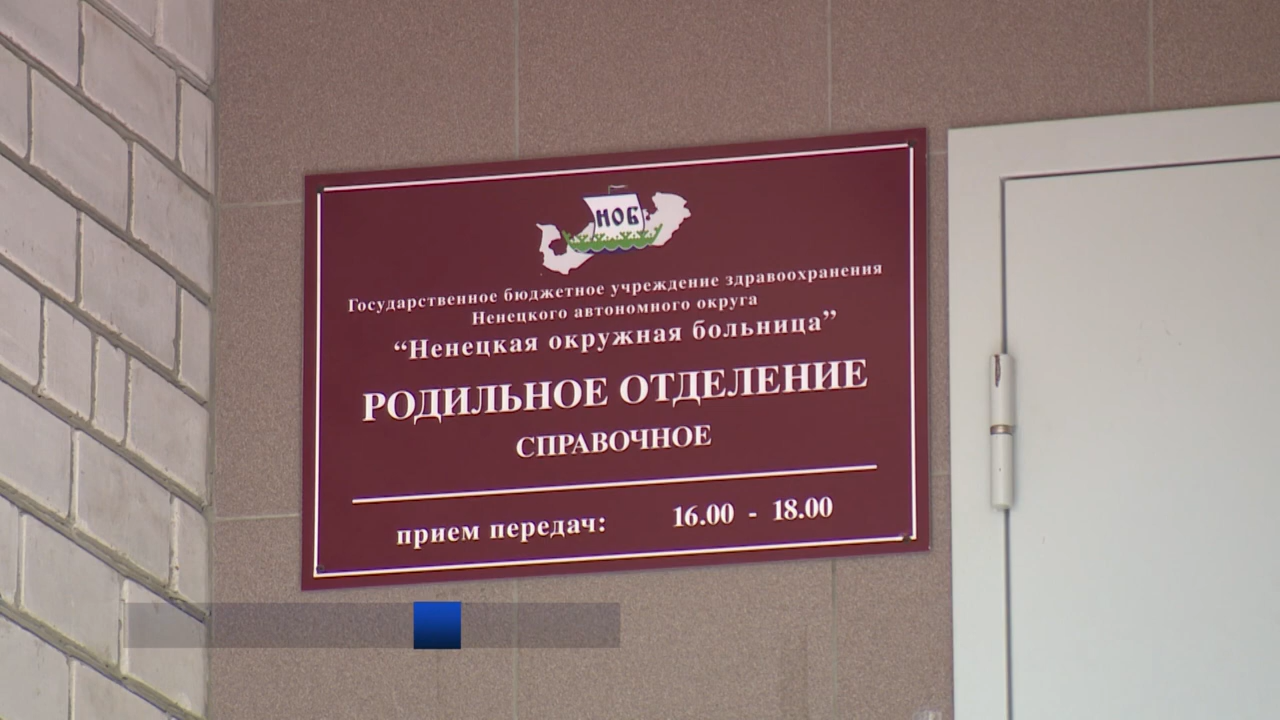 НОБ
Государственное бюджетное учреждение здравоохранения
Ненецкого автономного округа
“Ненецкая окружная больница”
РОДИЛЬНОЕ ОТДЕЛЕНИЕ
СПРАВОЧНОЕ
прием передач: 16.00 - 18.00